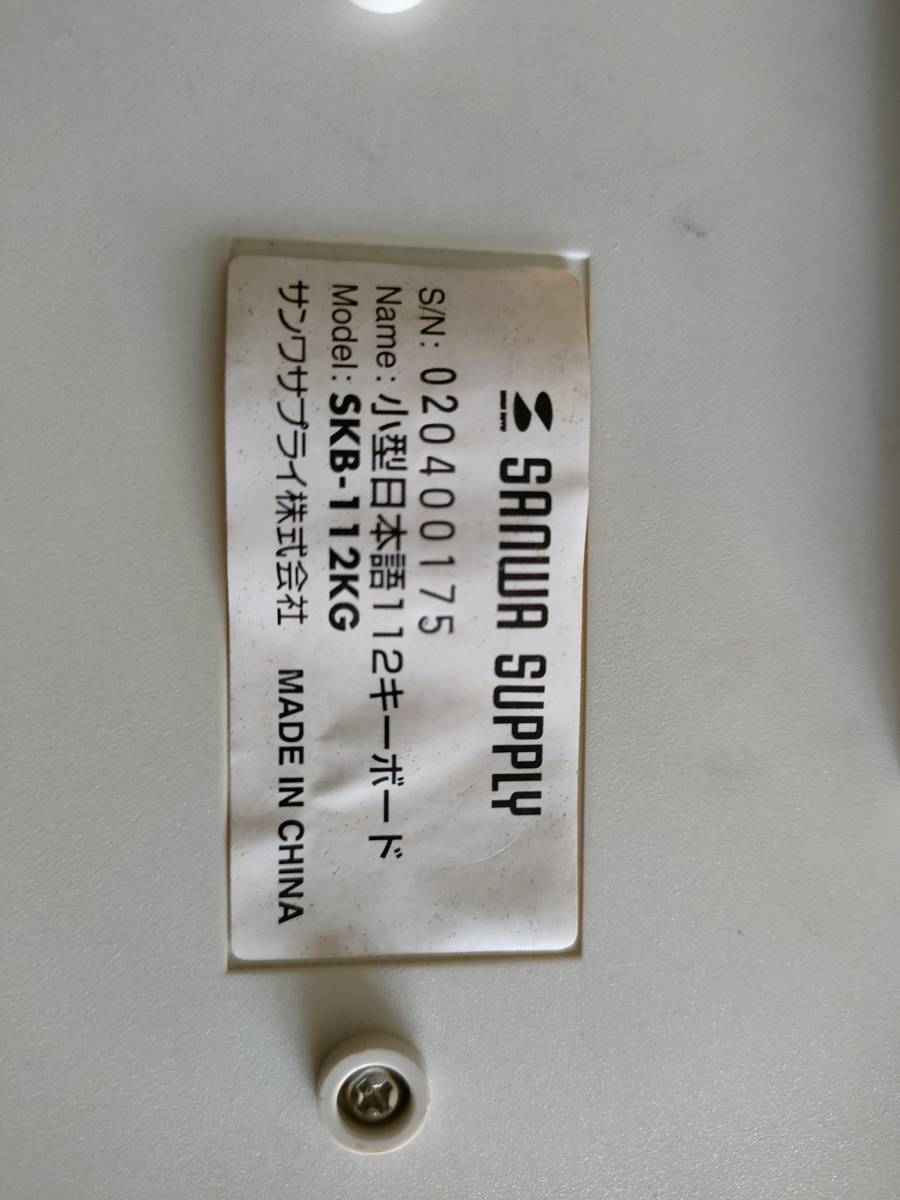 SANWA SUPPLY
S/N: 020400175
Name: 小型日本語112キーボード
Model: SKB-112KG
サンワサプライ株式会社 MADE IN CHINA